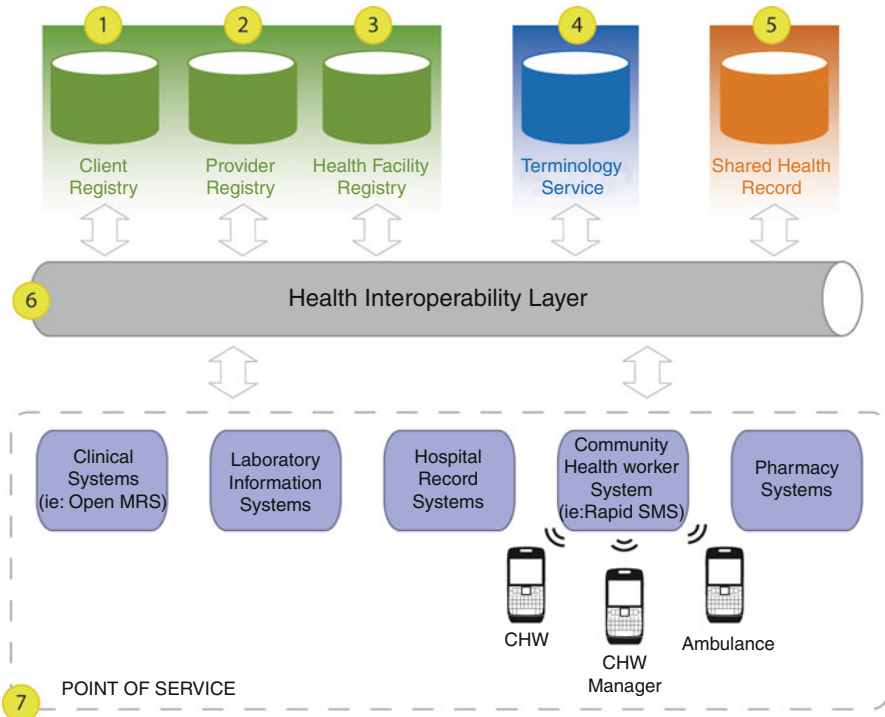 1
2
3
4
5
Client
Registry
Provider
Registry
Health Facility
Registry
Terminology
Service
Shared Health
Record
6
Health Interoperability Layer
Clinical
Systems
(ie: Open MRS)
Laboratory
Information
Systems
Hospital
Record
Systems
Community
Health worker
System
(ie:Rapid SMS)
Pharmacy
Systems
CHW
CHW
Manager
Ambulance
7
POINT OF SERVICE